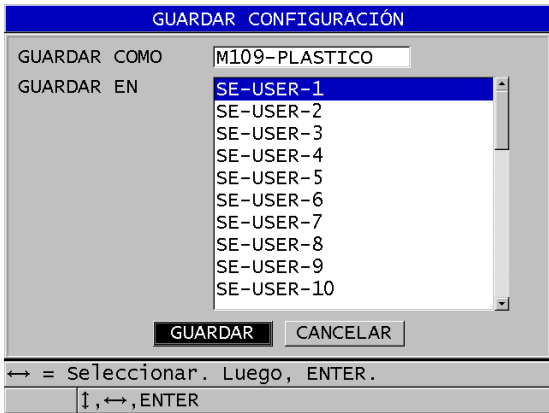 GUARDAR CONFIGURACIÓN
GUARDAR COMO M109-PLASTICO
GUARDAR EN SE-USER-1
SE-USER-2
SE-USER-3
SE-USER-4
SE-USER-5
SE-USER-6
SE-USER-7
SE-USER-8
SE-USER-9
SE-USER-10
GUARDAR CANCELAR
↔ = Seleccionar. Luego, ENTER.
↕,↔,ENTER